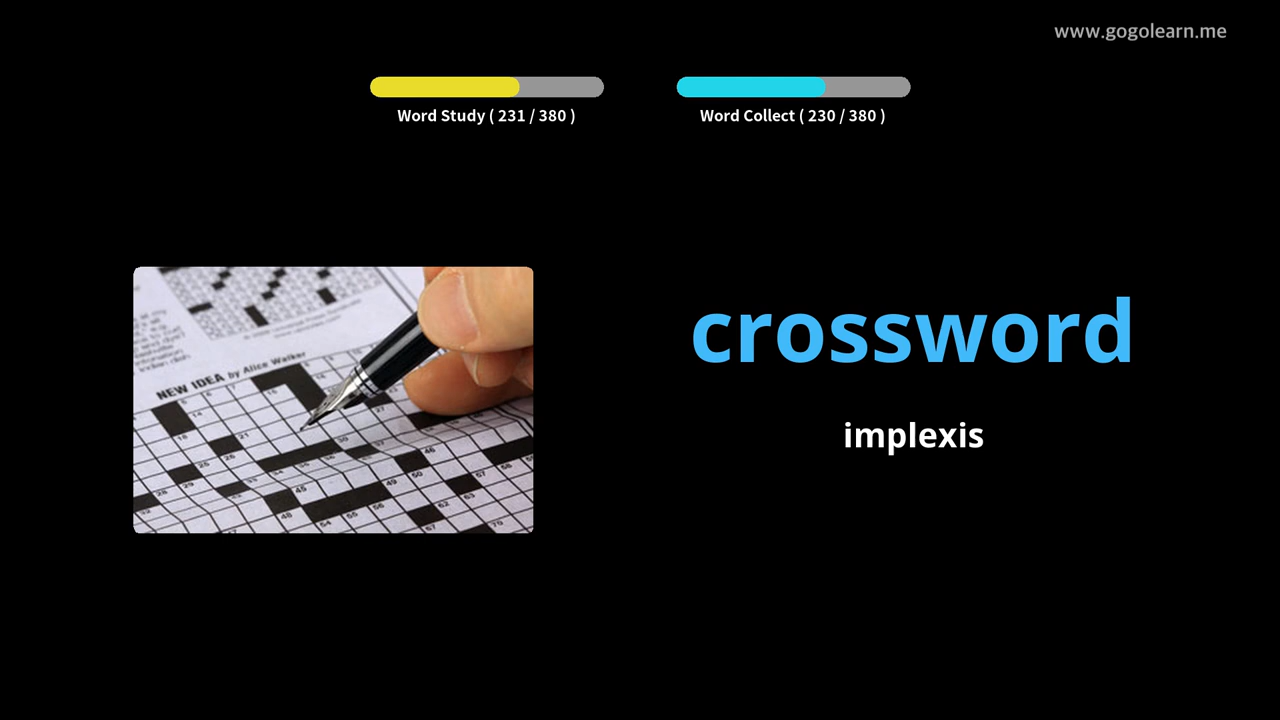 www.gogolearn.me
Word Study ( 231 / 380 )
Word Collect ( 230 / 380 )
NEW IDEA by Alice Walker
crossword
implexis